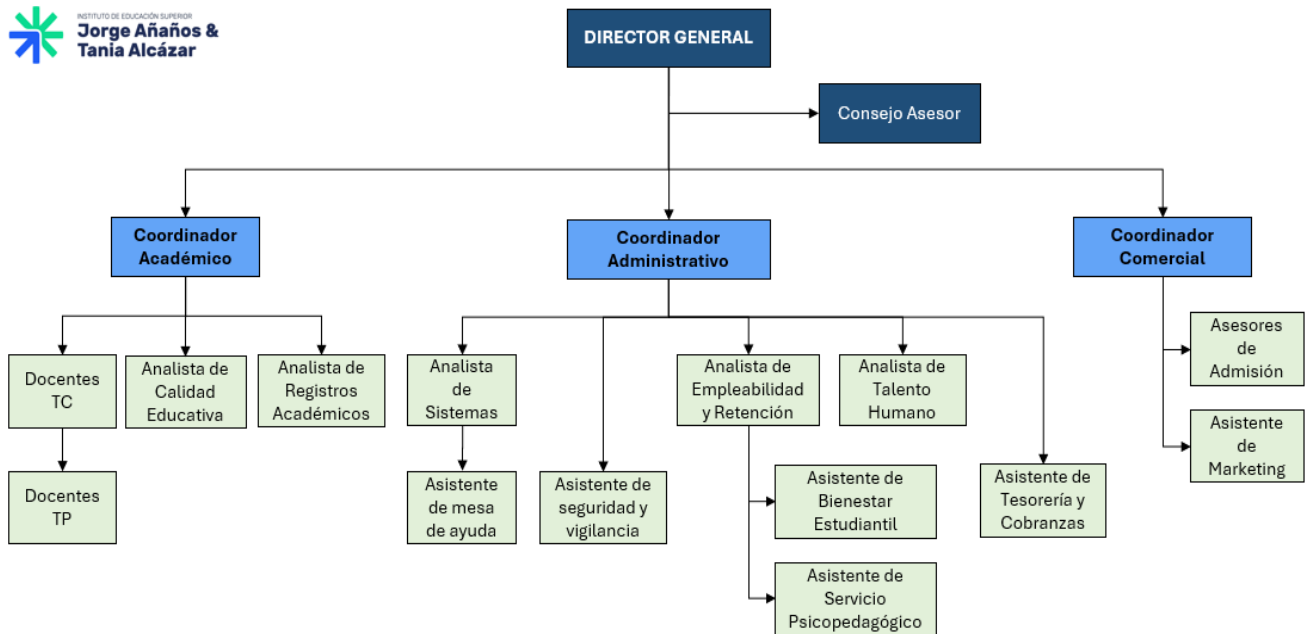 INSTITUTO DE EDUCACIÓN SUPERIOR
Jorge Añaños &
Tania Alcázar
DIRECTOR GENERAL
Consejo Asesor
Coordinador
Académico
Coordinador
Administrativo
Coordinador
Comercial
Docentes
TC
Analista de
Calidad
Educativa
Analista de
Registros
Académicos
Analista
de
Sistemas
Analista de
Empleabilidad
y Retención
Analista de
Talento
Humano
Asesores
de
Admisión
Asistente
de
Marketing
Docentes
TP
Asistente
de mesa
de ayuda
Asistente de
seguridad y
vigilancia
Asistente de
Bienestar
Estudiantil
Asistente de
Tesorería y
Cobranzas
Asistente de
Servicio
Psicopedagógico